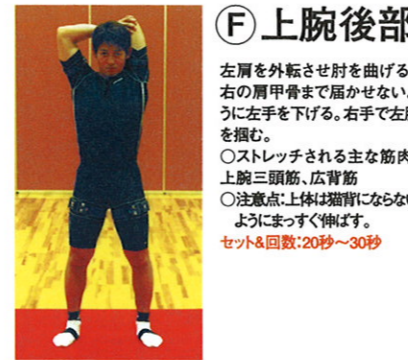 Ⓕ上腕後部
左肩を外転させ肘を曲げる
右の肩甲骨まで届かせない
うに左手を下げる。右手で左
を掴む。
○ストレッチされる主な筋肉
上腕三頭筋、広背筋
○注意点：上体は猫背にならない
ようにまっすぐ伸ばす。
セット&回数：20秒～30秒